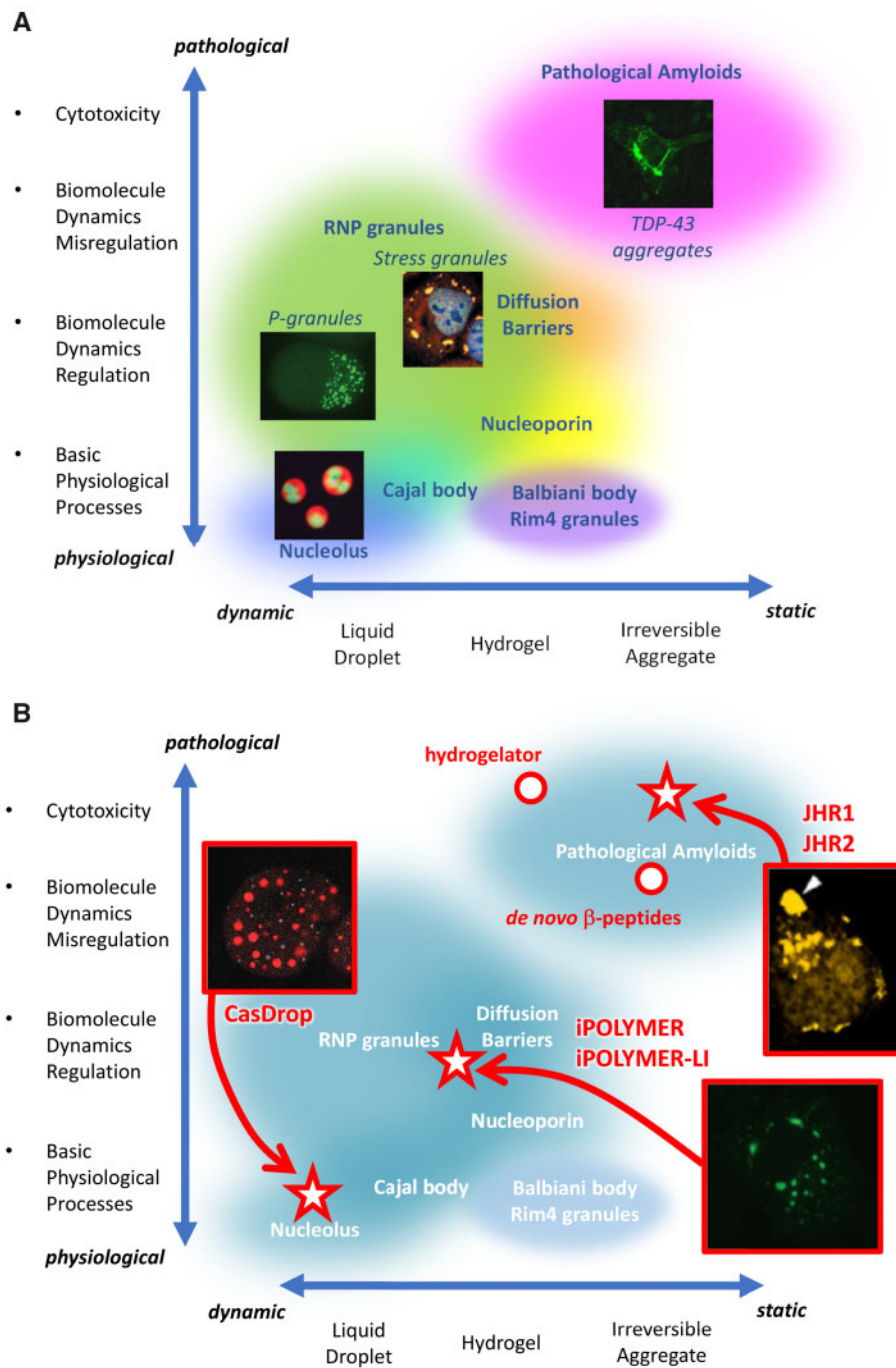 A
pathological
• Cytotoxicity
• Biomolecule
Dynamics
Misregulation
• Biomolecule
Dynamics
Regulation
• Basic
Physiological
Processes
physiological
Pathological Amyloids
TDP-43
aggregates
RNP granules
Stress granules
P-granules
Diffusion
Barriers
Nucleoporin
Cajal body
Balbiani body
Rim4 granules
Nucleolus
dynamic
static
Liquid
Droplet
Hydrogel
Irreversible
Aggregate
B
pathological
• Cytotoxicity
• Biomolecule
Dynamics
Misregulation
• Biomolecule
Dynamics
Regulation
• Basic
Physiological
Processes
physiological
hydrogelator
JHR1
JHR2
Pathological Amyloids
de novo β-peptides
CasDrop
RNP granules
Diffusion
Barriers
iPOLYMER
iPOLYMER-LI
Nucleoporin
Cajal body
Balbiani body
Rim4 granules
Nucleolus
dynamic
static
Liquid
Droplet
Hydrogel
Irreversible
Aggregate